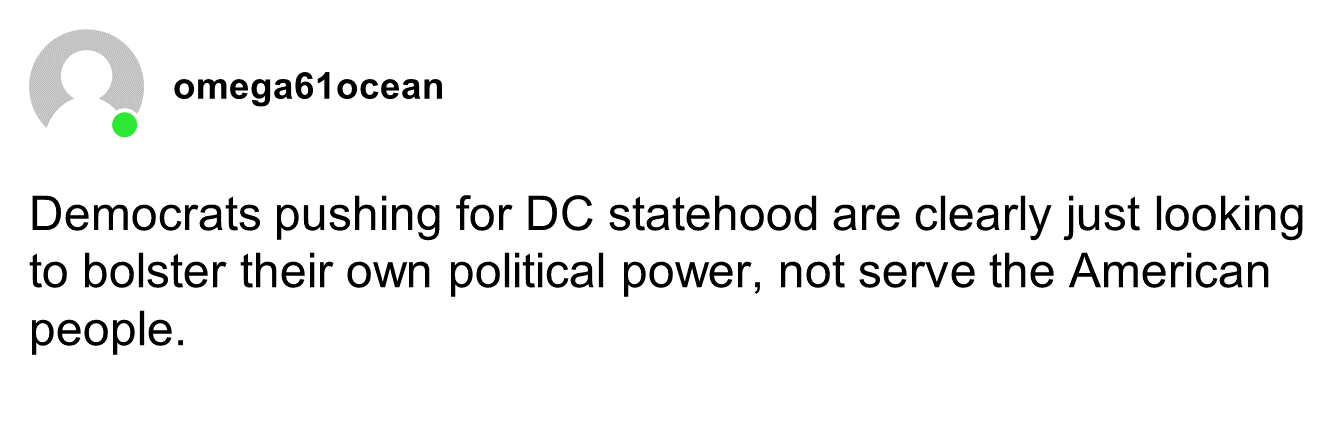 omega61ocean
Democrats pushing for DC statehood are clearly just looking
to bolster their own political power, not serve the American
people.